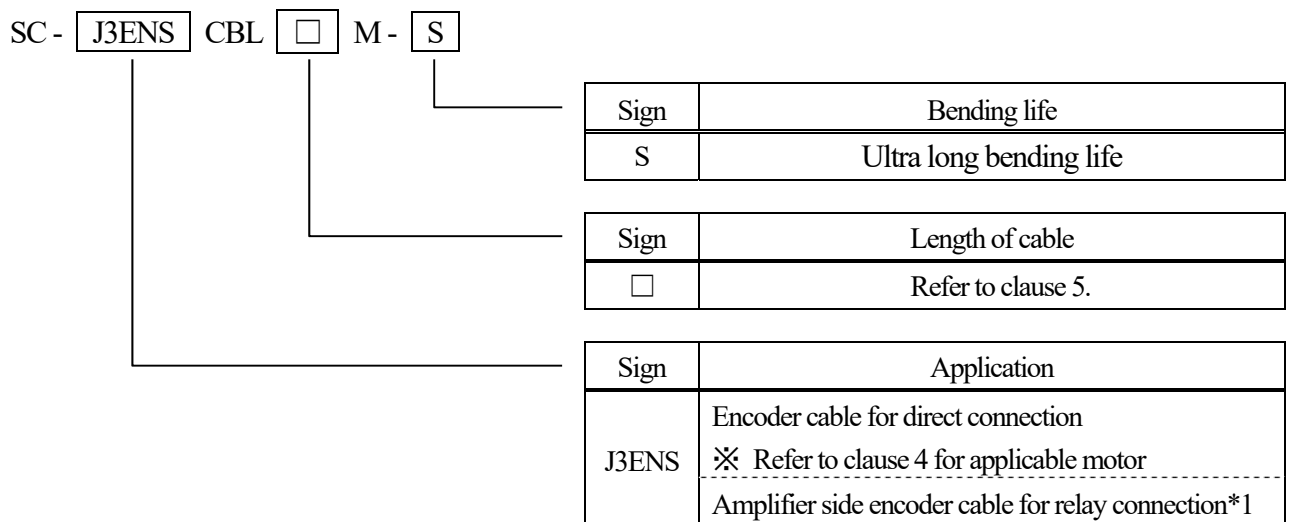 SC - J3ENS CBL □ M - S
Sign Bending life
S Ultra long bending life
Sign Length of cable
□ Refer to clause 5.
Sign Application
J3ENS
Encoder cable for direct connection
※ Refer to clause 4 for applicable motor
Amplifier side encoder cable for relay connection*1